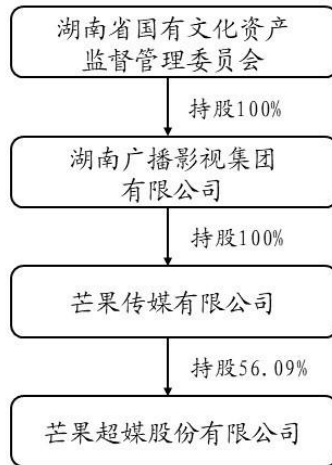 湖南省国有文化资产
监督管理委员会
持股100%
湖南广播影视集团
有限公司
持股100%
芒果传媒有限公司
持股56.09%
芒果超媒股份有限公司